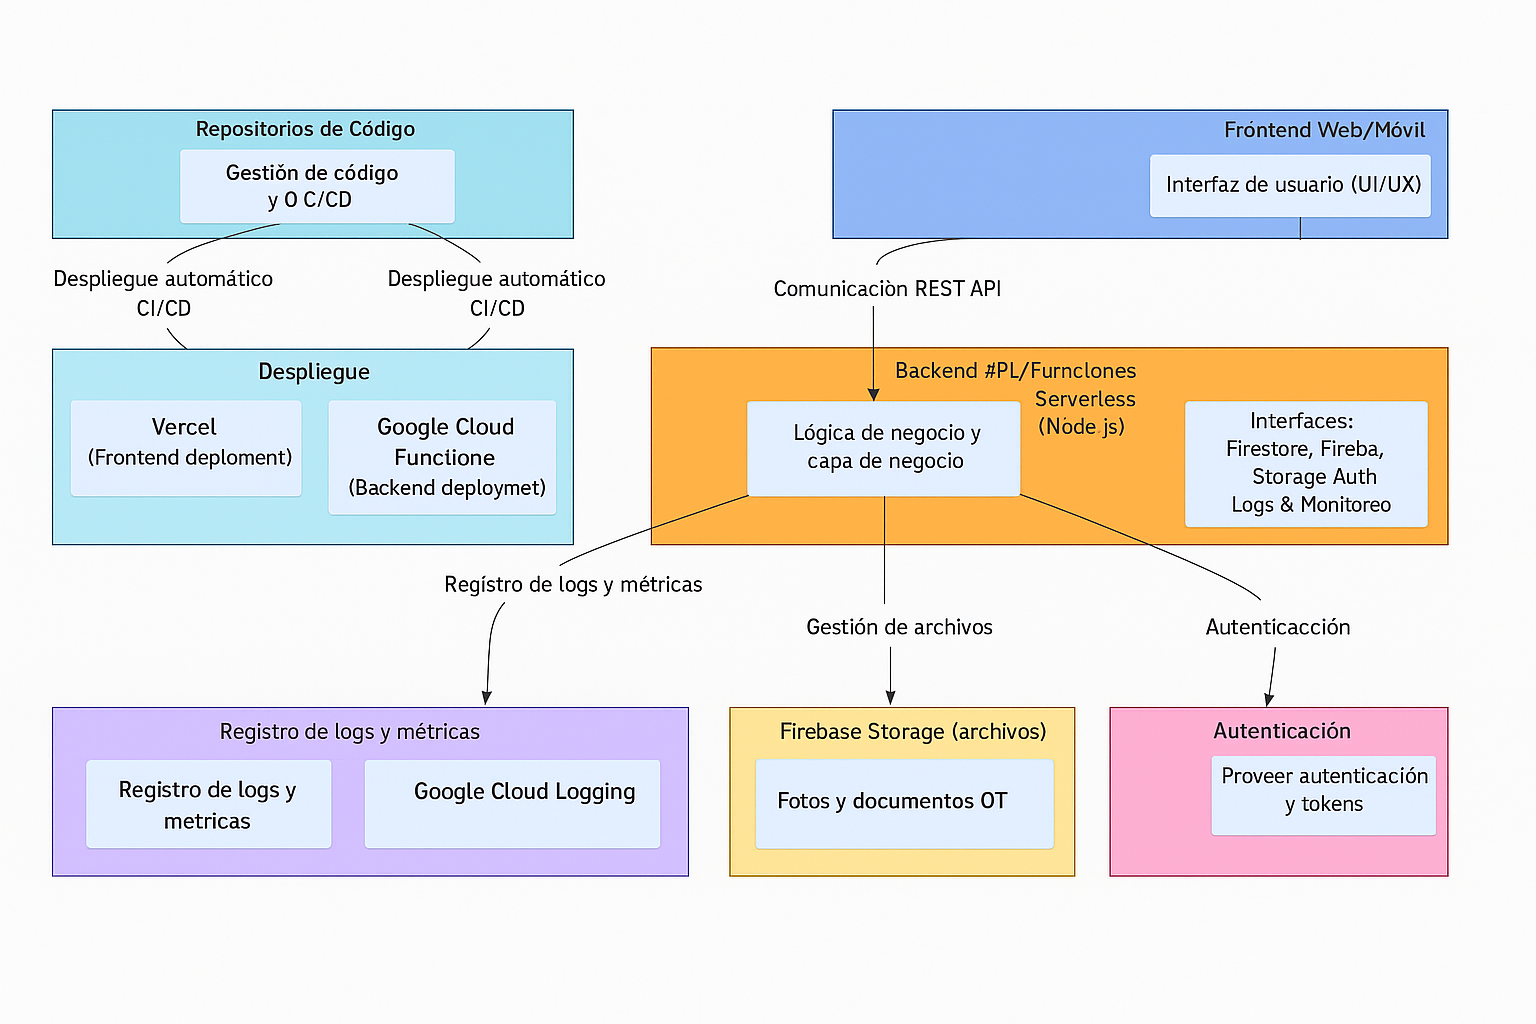 Repositorios de Código
Gestiǒn de código
y O C/CD
Despliegue automático
CI/CD
Despliegue automático
CI/CD
Despliegue
Vercel
(Frontend deploment)
Google Cloud
Functione
(Backend deploymet)
Fróntend Web/Móvil
Interfaz de usuario (UI/UX)
Comunicaciòn REST API
Backend #PL/Furnclones
Serverless
(Node.js)
Lógica de negocio y
capa de negocio
Interfaces:
Firestore, Fireba,
Storage Auth
Logs & Monitoreo
Regístro de logs y métricas
Gestión de archivos
Autenticacción
Registro de logs y métricas
Registro de logs y
metricas
Google Cloud Logging
Firebase Storage (archivos)
Fotos y documentos OT
Autenticación
Proveer autenticación
y tokens